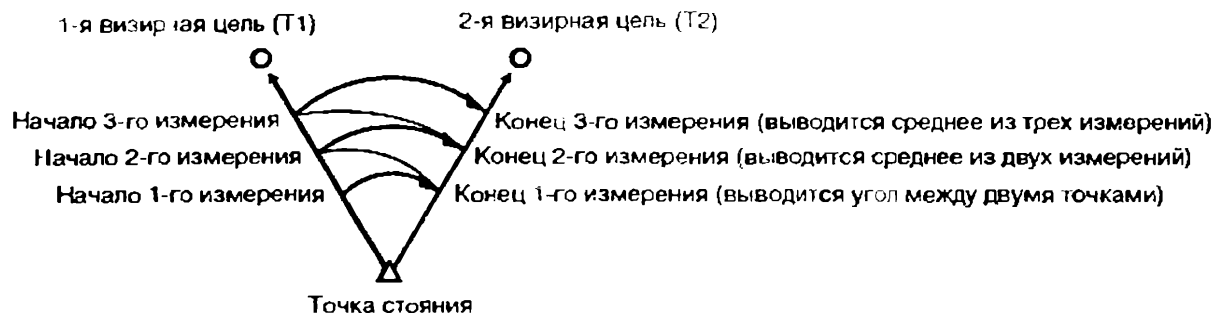 1-я визирная цель (T1)
2-я визирная цель (T2)
Начало 3-го измерения
Конец 3-го измерения (выводится среднее из трех измерений)
Начало 2-го измерения
Конец 2-го измерения (выводится среднее из двух измерений)
Начало 1-го измерения
Конец 1-го измерения (выводится угол между двумя точками)
Точка стояния